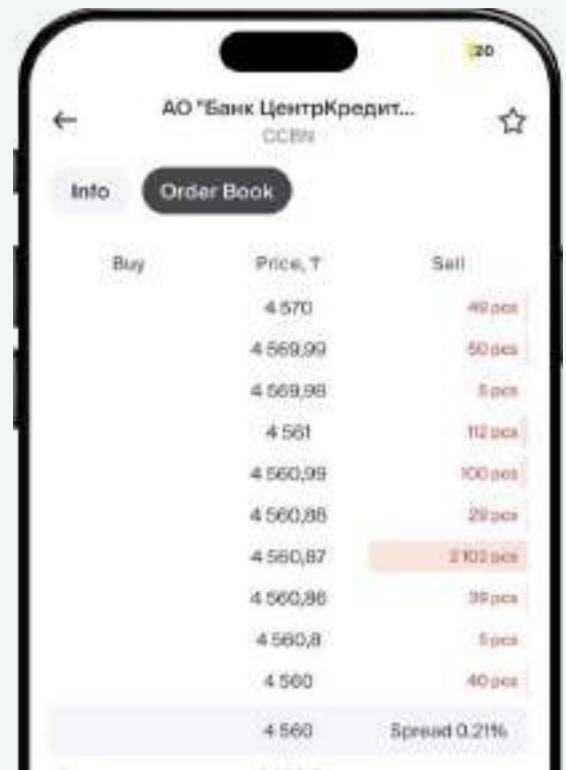 20
АО "Банк ЦентрКредит...
CCBN
Info Order Book
Buy Price, ₸ Sell
4 570 49 pcs
4 569,99 50 pcs
4 569,98 5 pcs
4 561 112 pcs
4 560,99 100 pcs
4 560,88 29 pcs
4 560,87 2 102 pcs
4 560,86 39 pcs
4 560,8 5 pcs
4 560 40 pcs
4 560 Spread 0.21%